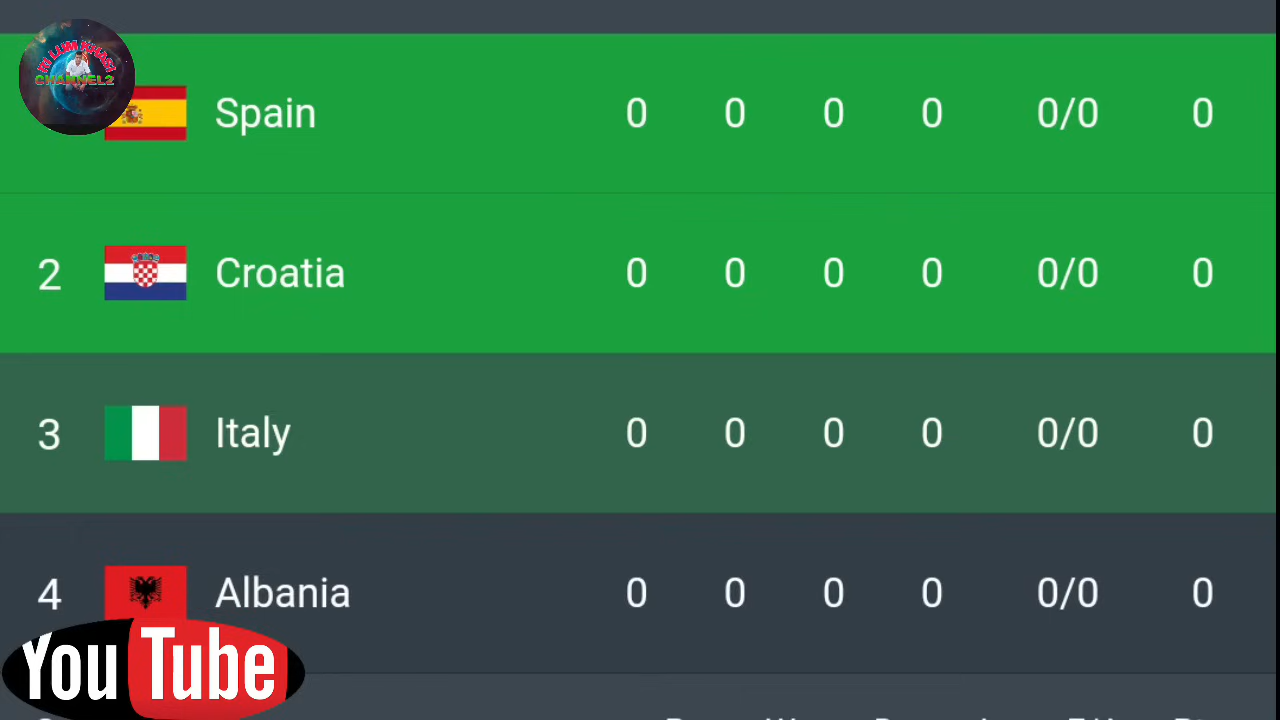 CHANNEL2
Spain 0 0 0 0 0/0 0
2 Croatia 0 0 0 0 0/0 0
3 Italy 0 0 0 0 0/0 0
4 Albania 0 0 0 0 0/0 0
YouTube